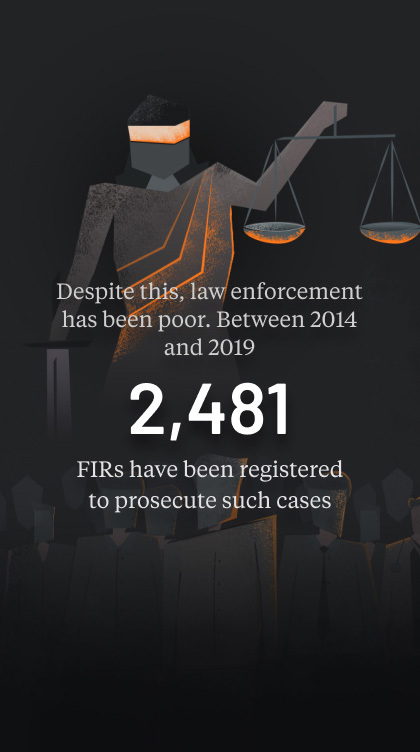 Despite this, law enforcement
has been poor. Between 2014
and 2019
2,481
FIRs have been registered
to prosecute such cases